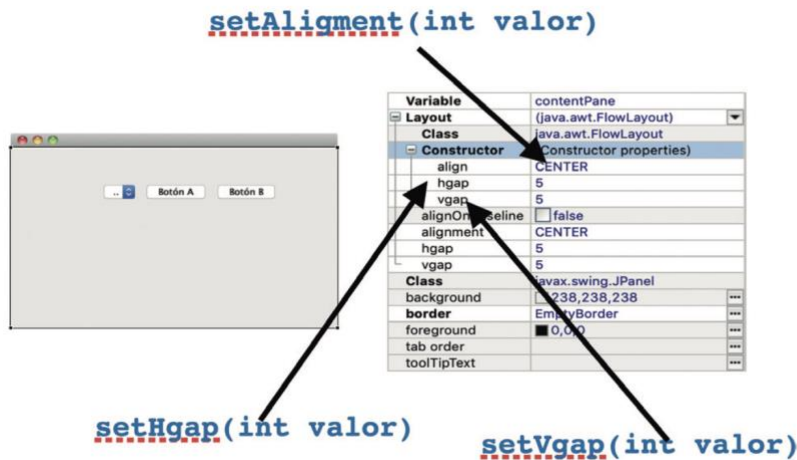 setAligment(int valor)
Variable contentPane
Layout (java.awt.FlowLayout)
Class java.awt.FlowLayout
Constructor (Constructor properties)
align CENTER
hgap 5
vgap 5
alignOn seline false
alignment CENTER
hgap 5
vgap 5
Class javax.swing.JPanel
background 238,238,238
border EmptyBorder
foreground 0,0,0
tab order
toolTipText
.. Botón A Botón B
setHgap(int valor)
setVgap(int valor)